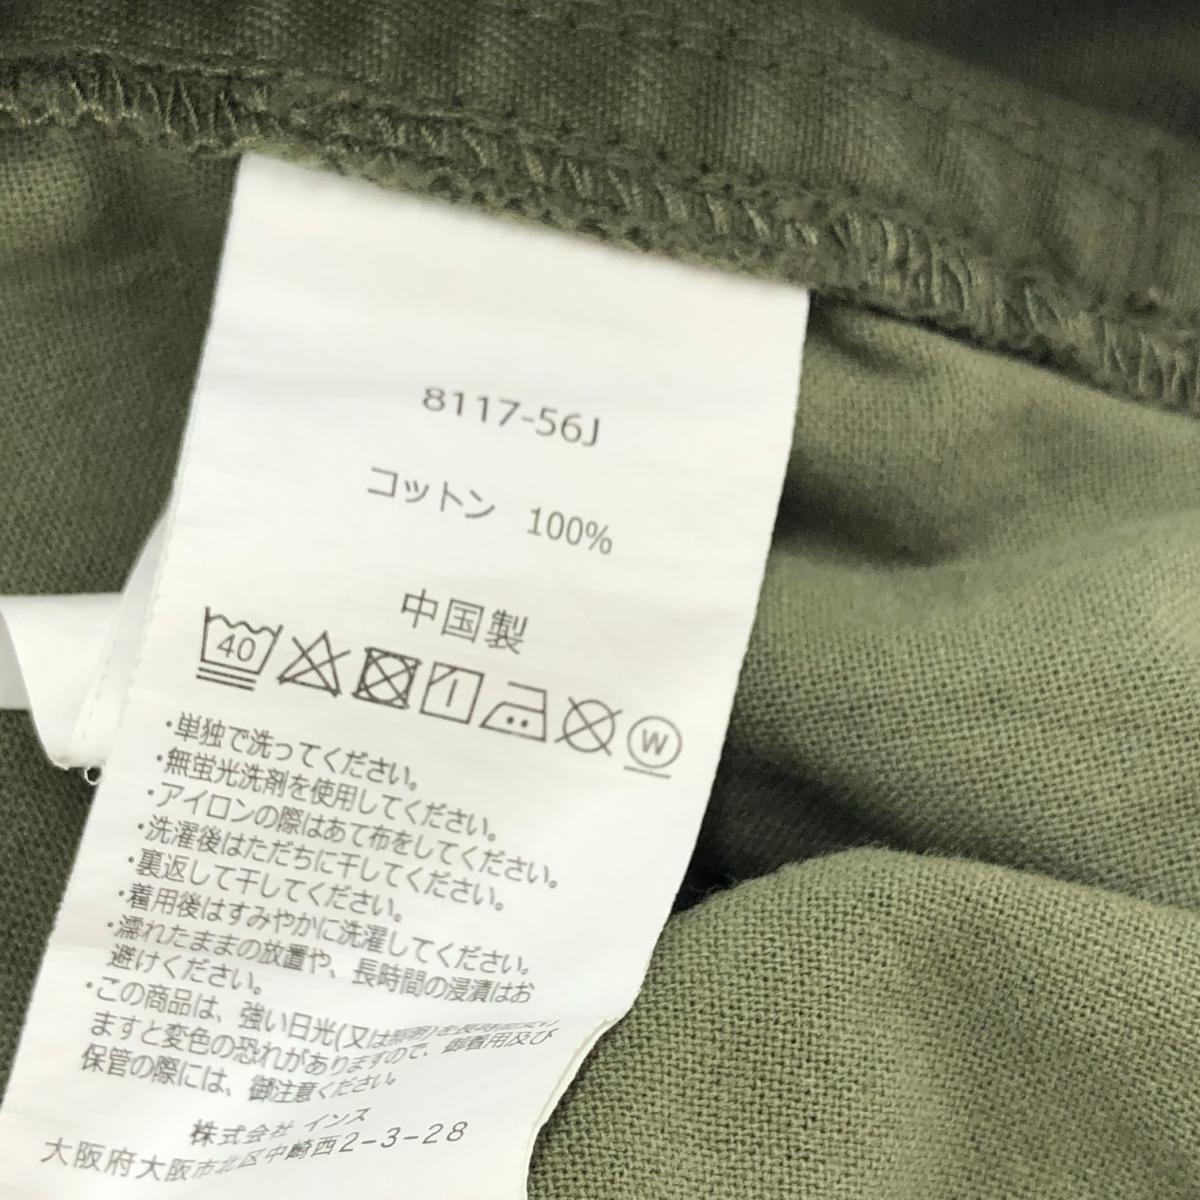 8117-56J
コットン 100%
中国製
40 W
・単独で洗ってください。
・無蛍光洗剤を使用してください。
・アイロンの際はあて布をしてください。
・洗濯後はただちに干してください。
・裏返して干してください。
・着用後はすみやかに洗濯してください。
・濡れたままの放置や、長時間の浸漬はお
避けください。
・この商品は、強い日光(又は照明)を長時間
ますと変色の恐れがありますので、御着用及び
保管の際には、御注意ください。
株式会社 インス
大阪府大阪市北区中崎西2-3-28